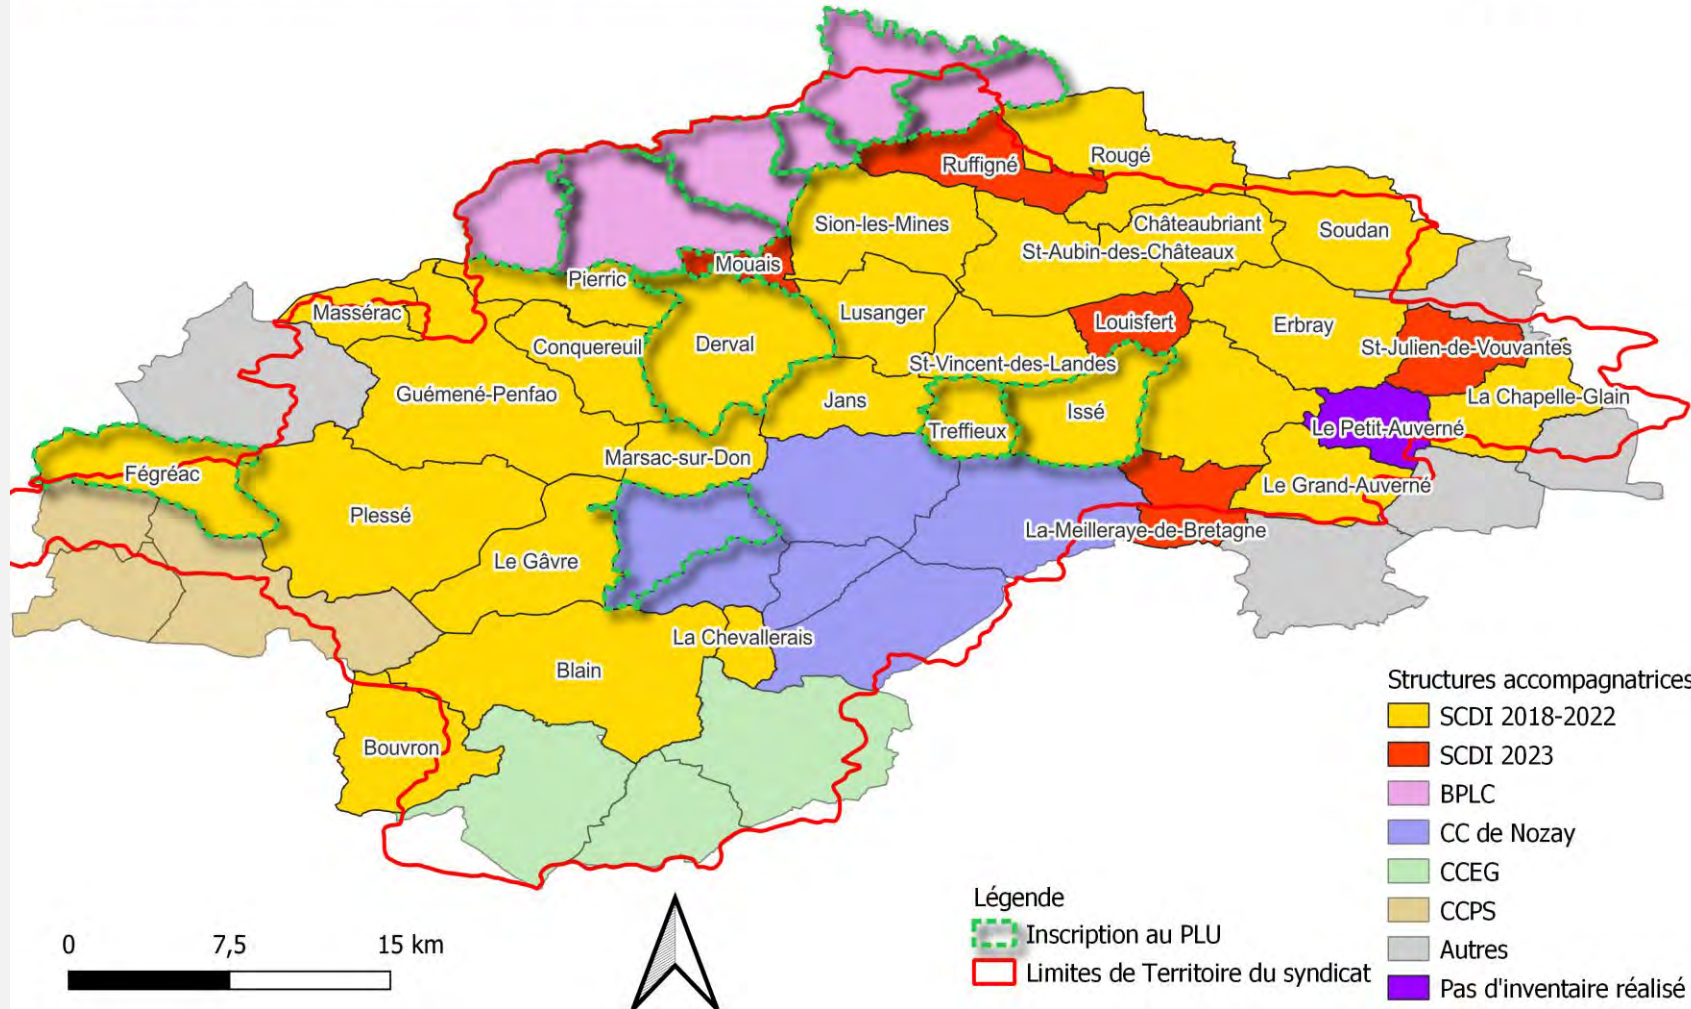 Ruffigné
Rougé
Sion-les-Mines
Châteaubriant
Soudan
St-Aubin-des-Châteaux
Mouais
Pierric
Massérac
Lusanger
Louisfert
Erbray
Conquereuil
Derval
St-Julien-de-Vouvantes
St-Vincent-des-Landes
Guémené-Penfao
Jans
Issé
La Chapelle-Glain
Treffieux
Le Petit-Auverné
Marsac-sur-Don
Fégréac
Le Grand-Auverné
Plessé
La-Meilleraye-de-Bretagne
Le Gâvre
La Chevallerais
Blain
Bouvron
Structures accompagnatrices
SCDI 2018-2022
SCDI 2023
BPLC
CC de Nozay
CCEG
CCPS
Autres
Pas d'inventaire réalisé
Légende
Inscription au PLU
Limites de Territoire du syndicat
0 7,5 15 km